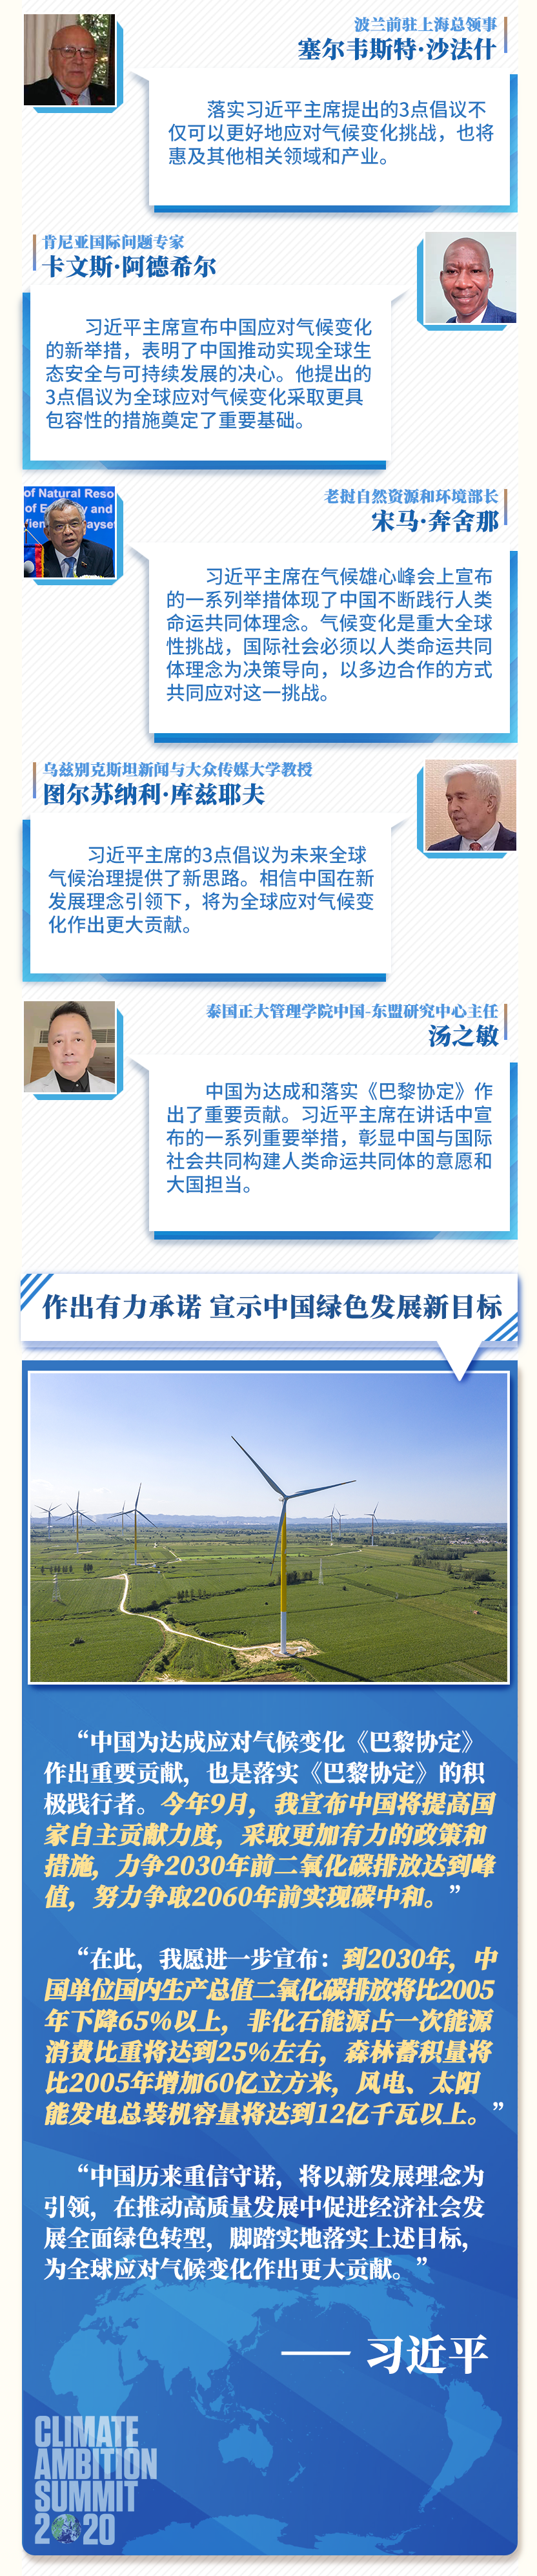 波兰前驻上海总领事
塞尔韦斯特·沙法什
落实习近平主席提出的3点倡议不
仅可以更好地应对气候变化挑战，也将
惠及其他相关领域和产业。
肯尼亚国际问题专家
卡文斯·阿德希尔
习近平主席宣布中国应对气候变化
的新举措，表明了中国推动实现全球生
态安全与可持续发展的决心。他提出的
3点倡议为全球应对气候变化采取更具
包容性的措施奠定了重要基础。
of Natural Reso
老挝自然资源和环境部长
宋马·奔舍那
习近平主席在气候雄心峰会上宣布
的一系列举措体现了中国不断践行人类
命运共同体理念。气候变化是重大全球
性挑战，国际社会必须以人类命运共同
体理念为决策导向，以多边合作的方式
共同应对这一挑战。
乌兹别克斯坦新闻与大众传媒大学教授
图尔苏纳利·库兹耶夫
习近平主席的3点倡议为未来全球
气候治理提供了新思路。相信中国在新
发展理念引领下，将为全球应对气候变
化作出更大贡献。
泰国正大管理学院中国-东盟研究中心主任
汤之敏
中国为达成和落实《巴黎协定》作
出了重要贡献。习近平主席在讲话中宣
布的一系列重要举措，彰显中国与国际
社会共同构建人类命运共同体的意愿和
大国担当。
作出有力承诺 宣示中国绿色发展新目标
“中国为达成应对气候变化《巴黎协定》
作出重要贡献，也是落实《巴黎协定》的积
极践行者。今年9月，我宣布中国将提高国
家自主贡献力度，采取更加有力的政策和
措施，力争2030年前二氧化碳排放达到峰
值，努力争取2060年前实现碳中和。”
“在此，我愿进一步宣布：到2030年，中
国单位国内生产总值二氧化碳排放将比2005
年下降65%以上，非化石能源占一次能源
消费比重将达到25%左右，森林蓄积量将
比2005年增加60亿立方米，风电、太阳
能发电总装机容量将达到12亿千瓦以上。”
“中国历来重信守诺，将以新发展理念为
引领，在推动高质量发展中促进经济社会发
展全面绿色转型，脚踏实地落实上述目标，
为全球应对气候变化作出更大贡献。”
—— 习近平
CLIMATE
AMBITION
SUMMIT
2020